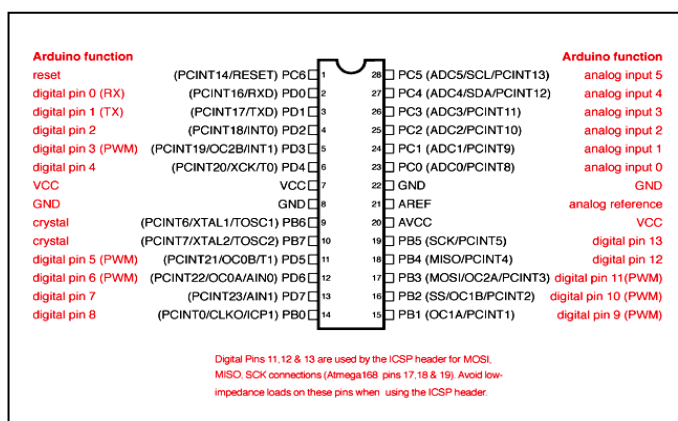 Arduino function Arduino function
reset (PCINT14/RESET) PC6 1 28 PC5 (ADC5/SCL/PCINT13) analog input 5
digital pin 0 (RX) (PCINT16/RXD) PD0 2 27 PC4 (ADC4/SDA/PCINT12) analog input 4
digital pin 1 (TX) (PCINT17/TXD) PD1 3 26 PC3 (ADC3/PCINT11) analog input 3
digital pin 2 (PCINT18/INT0) PD2 4 25 PC2 (ADC2/PCINT10) analog input 2
digital pin 3 (PWM) (PCINT19/OC2B/INT1) PD3 5 24 PC1 (ADC1/PCINT9) analog input 1
digital pin 4 (PCINT20/XCK/T0) PD4 6 23 PC0 (ADC0/PCINT8) analog input 0
VCC VCC 7 22 GND GND
GND GND 8 21 AREF analog reference
crystal (PCINT6/XTAL1/TOSC1) PB6 9 20 AVCC VCC
crystal (PCINT7/XTAL2/TOSC2) PB7 10 19 PB5 (SCK/PCINT5) digital pin 13
digital pin 5 (PWM) (PCINT21/OC0B/T1) PD5 11 18 PB4 (MISO/PCINT4) digital pin 12
digital pin 6 (PWM) (PCINT22/OC0A/AIN0) PD6 12 17 PB3 (MOSI/OC2A/PCINT3) digital pin 11(PWM)
digital pin 7 (PCINT23/AIN1) PD7 13 16 PB2 (SS/OC1B/PCINT2) digital pin 10 (PWM)
digital pin 8 (PCINT0/CLKO/ICP1) PB0 14 15 PB1 (OC1A/PCINT1) digital pin 9 (PWM)
Digital Pins 11,12 & 13 are used by the ICSP header for MOSI,
MISO, SCK connections (Atmega168 pins 17,18 & 19). Avoid low-
impedance loads on these pins when using the ICSP header.